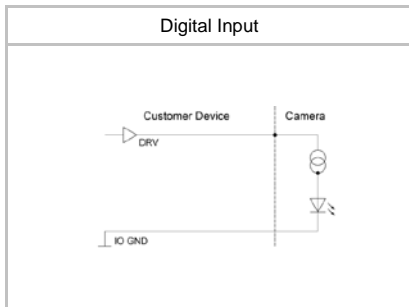 Digital Input
Customer Device
Camera
DRV
IO GND